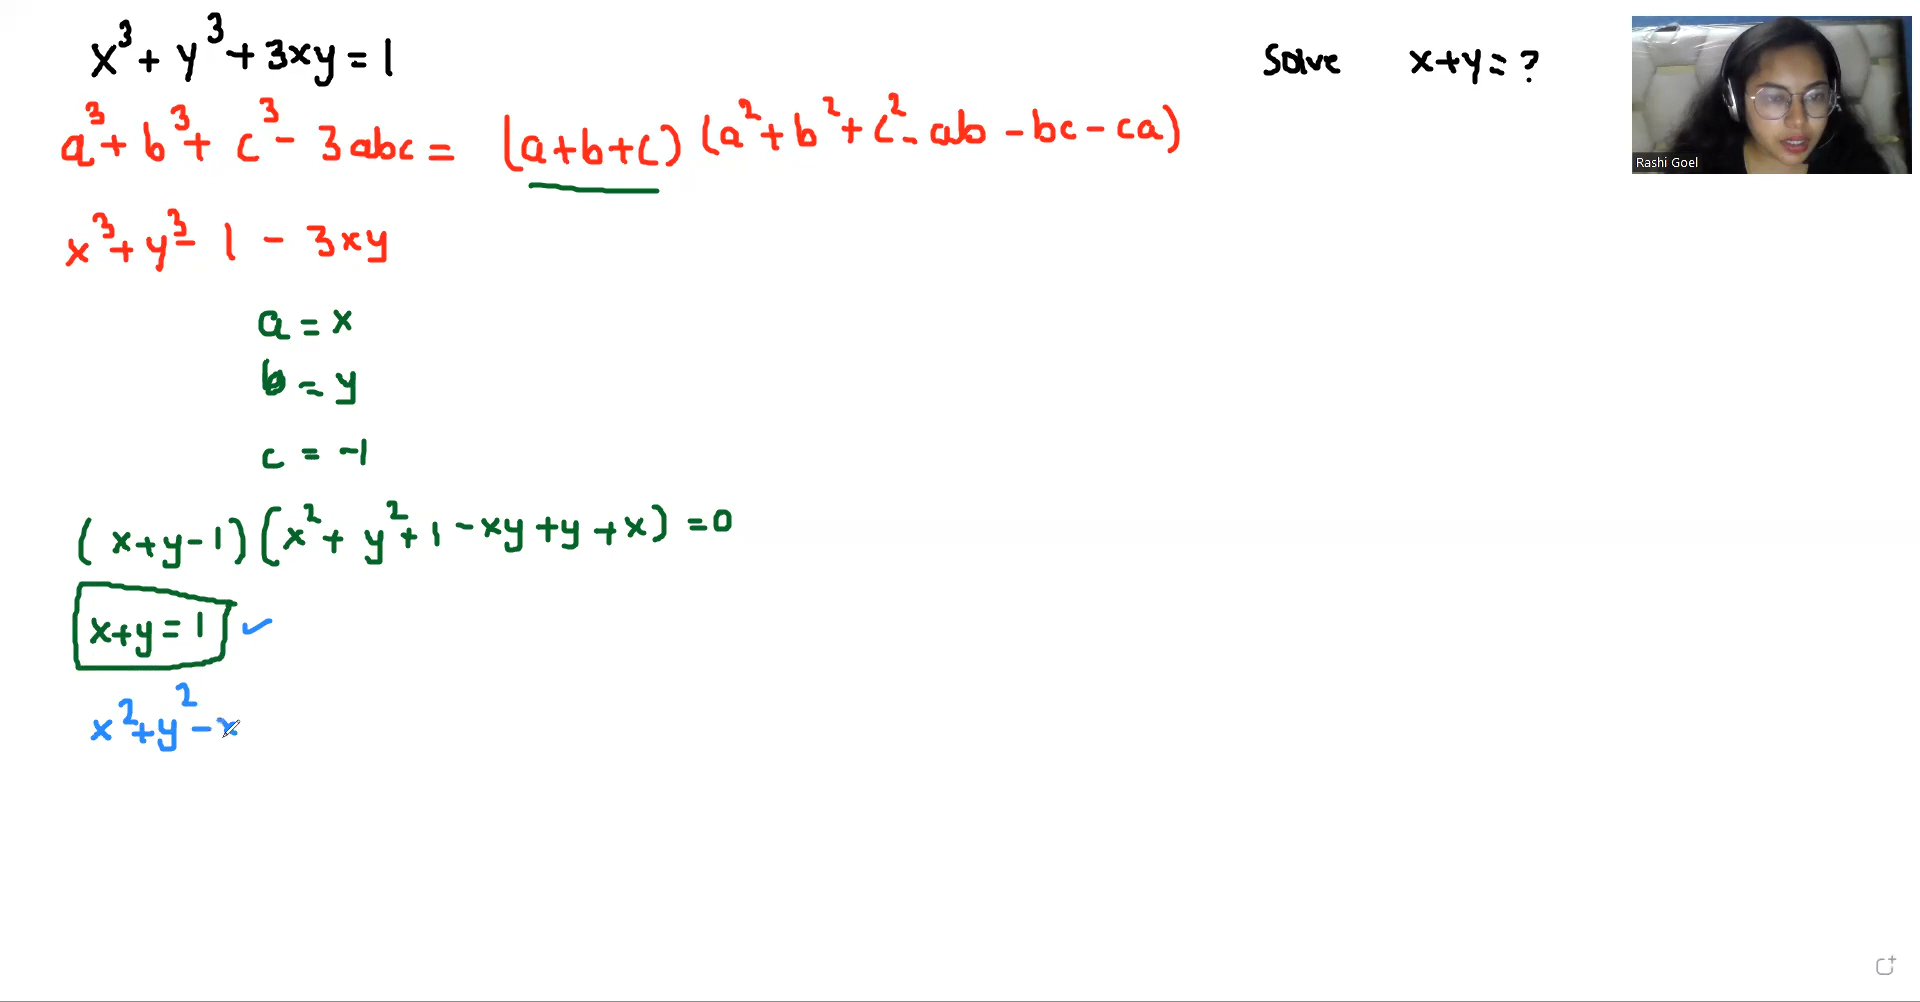 x³ + y³ + 3xy = 1
Solve x+y = ?
a³ + b³ + c³ - 3abc = (a+b+c) (a² + b² + c² - ab - bc - ca)
Rashi Goel
x³ + y³ - 1 - 3xy
a = x
b = y
c = -1
(x+y-1) (x² + y² + 1 - xy + y + x) = 0
x+y = 1 ✓
x² + y² - x